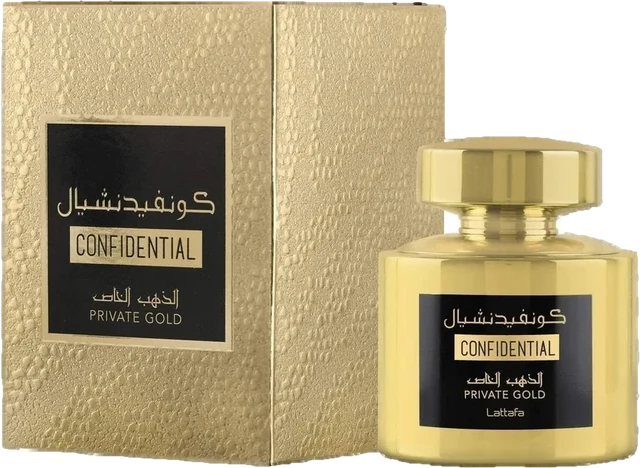 كونفيدنشيال
CONFIDENTIAL
الذهب الخاص
PRIVATE GOLD
كونفيدنشيال
CONFIDENTIAL
الذهب الخاص
PRIVATE GOLD
Lattafa